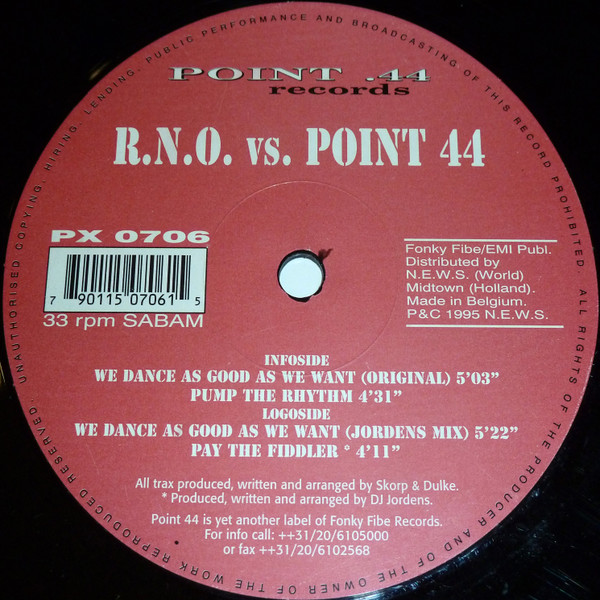 UNAUTHORISED COPYING, HIRING, LENDING, PUBLIC PERFORMANCE AND BROADCASTING OF THIS RECORD PROHIBITED. ALL RIGHTS OF THE PRODUCER AND OF THE OWNER OF THE WORK REPRODUCED RESERVED.
POINT .44
records
R.N.O. vs. POINT 44
PX 0706
7 90115 07061 5
33 rpm SABAM
Fonky Fibe/EMI Publ.
Distributed by
N.E.W.S. (World)
Midtown (Holland).
Made in Belgium.
P&C 1995 N.E.W.S.
INFOSIDE
WE DANCE AS GOOD AS WE WANT (ORIGINAL) 5'03"
PUMP THE RHYTHM 4'31"
LOGOSIDE
WE DANCE AS GOOD AS WE WANT (JORDENS MIX) 5'22"
PAY THE FIDDLER ° 4'11"
All trax produced, written and arranged by Skorp & Dulke.
* Produced, written and arranged by DJ Jordens.
Point 44 is yet another label of Fonky Fibe Records.
For info call: ++31/20/6105000
or fax ++31/20/6102568